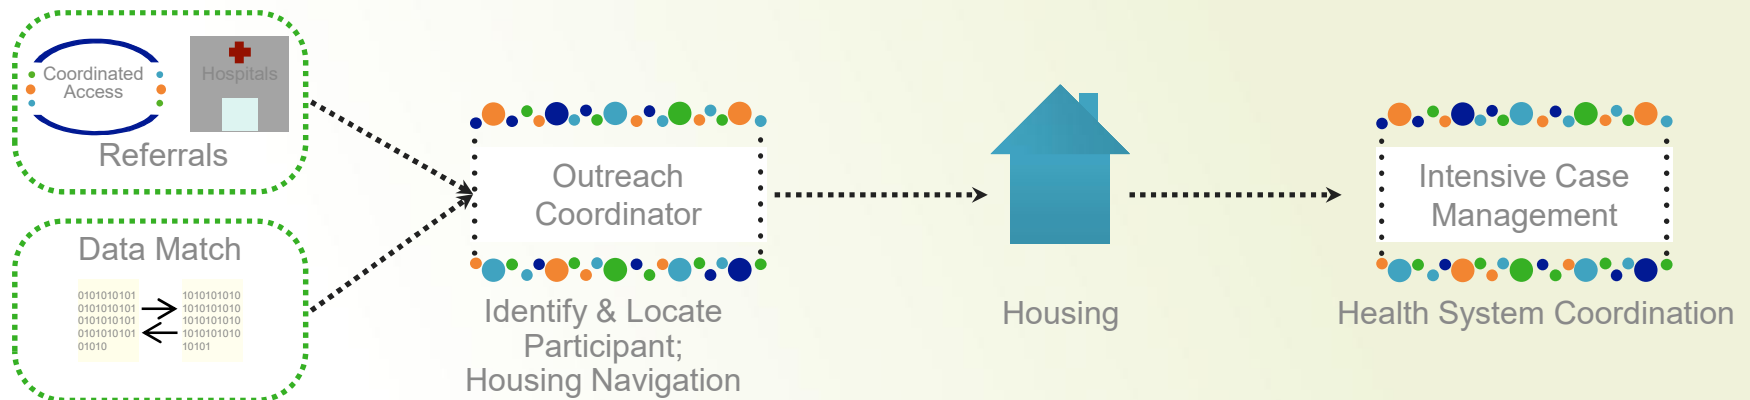 Coordinated
Access
Hospitals
Referrals
Data Match
0101010101
0101010101
0101010101
0101010101
01010
1010101010
1010101010
1010101010
1010101010
10101
Outreach
Coordinator
Identify & Locate
Participant;
Housing Navigation
Housing
Intensive Case
Management
Health System Coordination